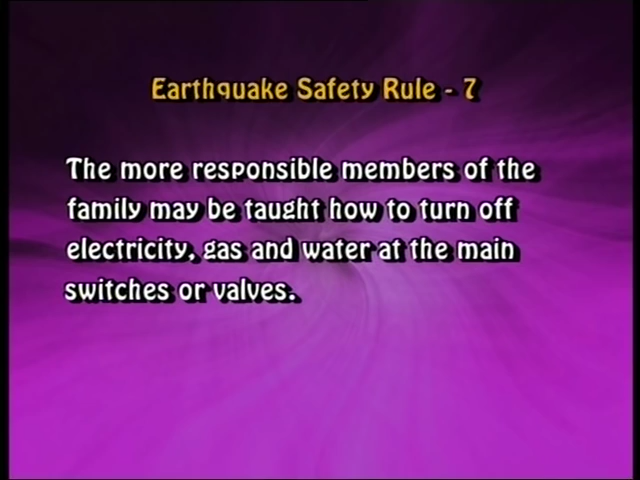 Earthquake Safety Rule - 7
The more responsible members of the
family may be taught how to turn off
electricity, gas and water at the main
switches or valves.